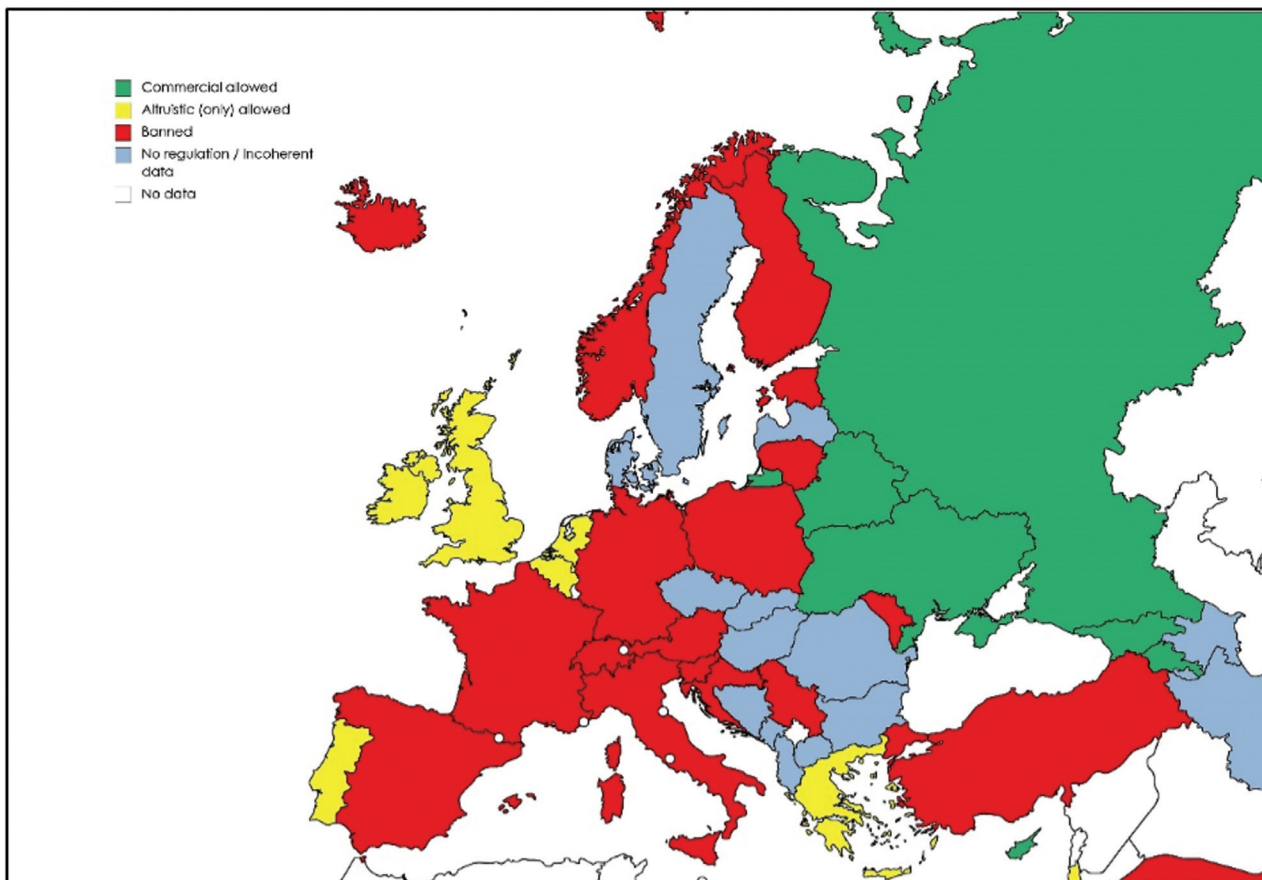 Commercial allowed
Altruistic (only) allowed
Banned
No regulation / Incoherent
data
No data